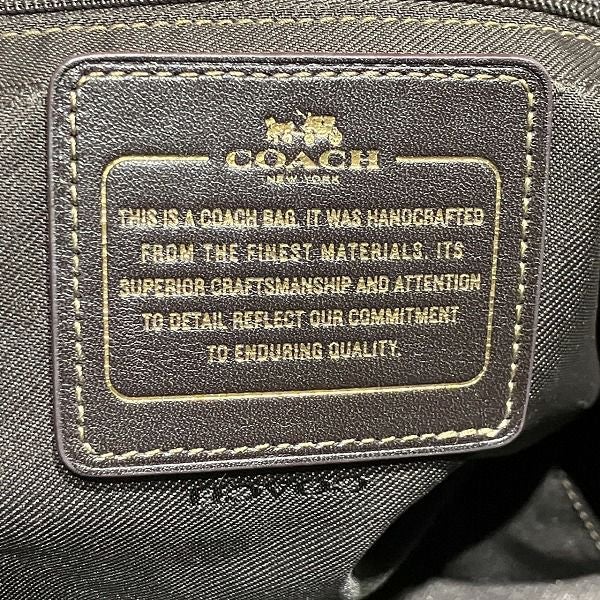 COACH
NEW YORK
THIS IS A COACH BAG. IT WAS HANDCRAFTED
FROM THE FINEST MATERIALS. ITS
SUPERIOR CRAFTSMANSHIP AND ATTENTION
TO DETAIL REFLECT OUR COMMITMENT
TO ENDURING QUALITY.
COACH